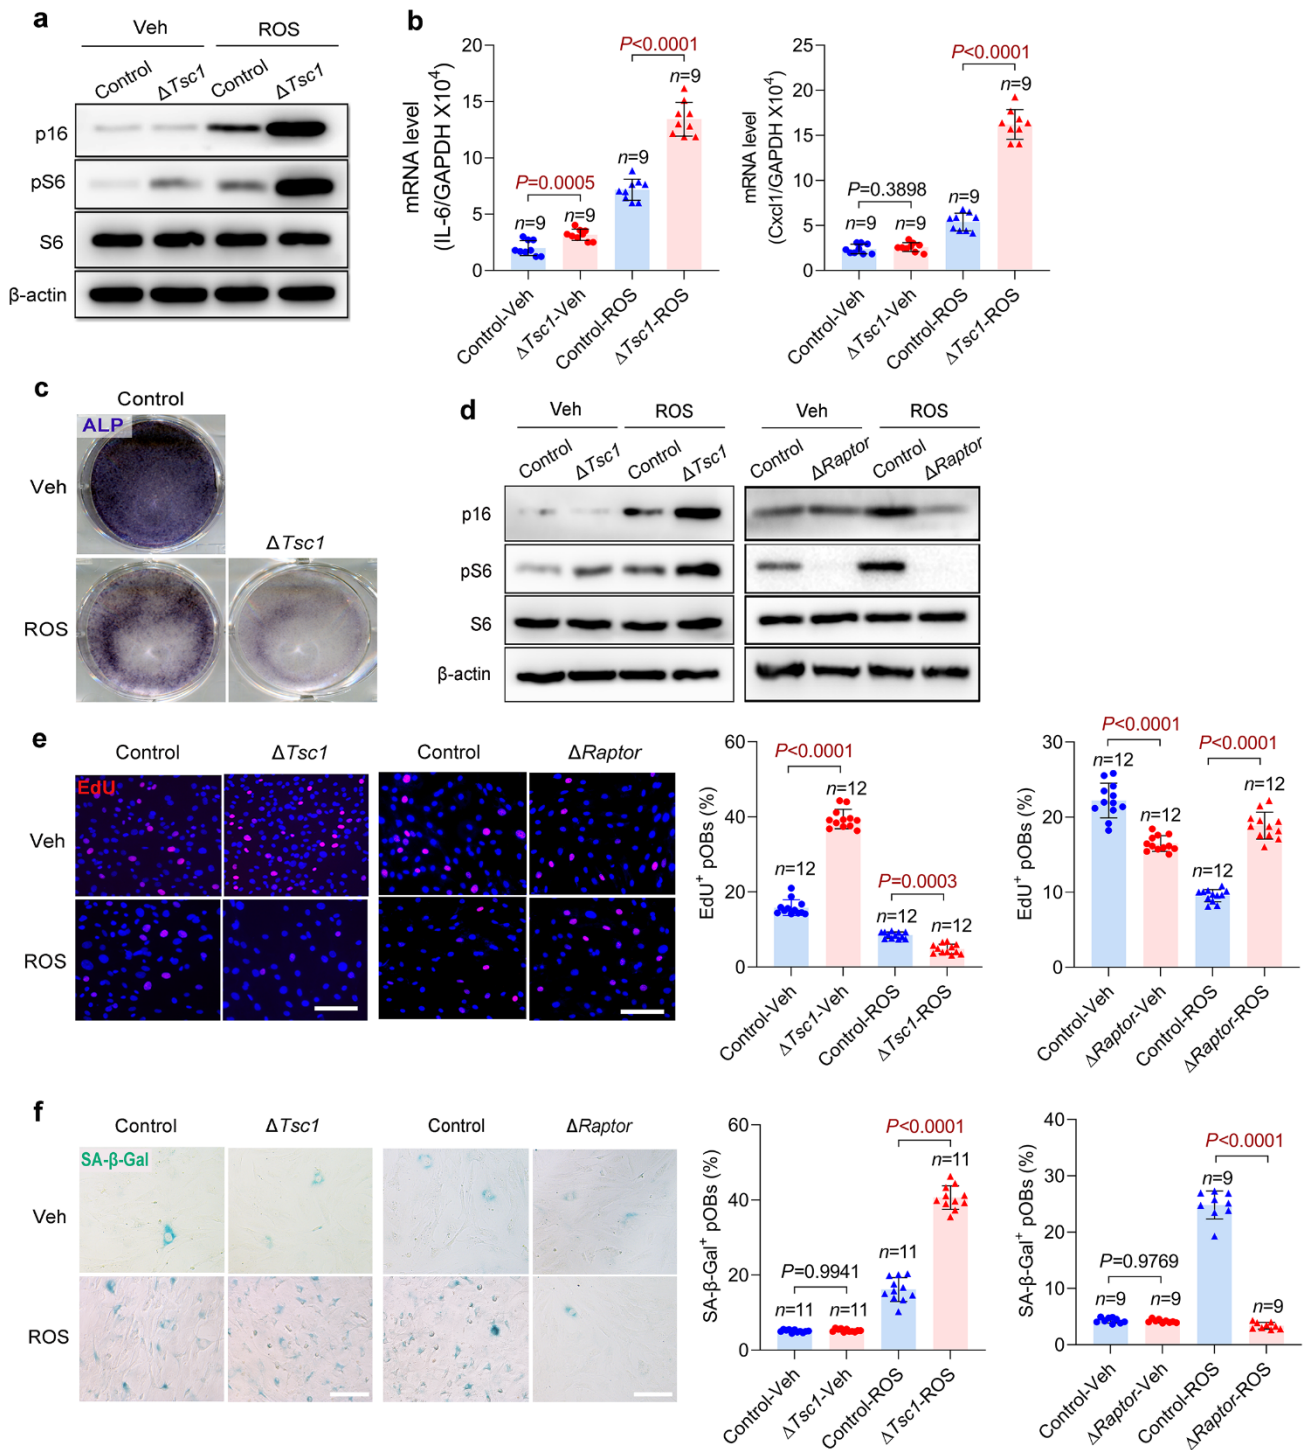 a
Veh ROS
Control ΔTsc1 Control ΔTsc1
p16
pS6
S6
β-actin
b
mRNA level
(IL-6/GAPDH X10⁴)
20
15
10
5
0
P=0.0005
P<0.0001
n=9 n=9 n=9 n=9
Control-Veh
ΔTsc1-Veh
Control-ROS
ΔTsc1-ROS
mRNA level
(Cxcl1/GAPDH X10⁴)
25
20
15
10
5
0
P=0.3898
P<0.0001
n=9 n=9 n=9 n=9
Control-Veh
ΔTsc1-Veh
Control-ROS
ΔTsc1-ROS
c
Control
ALP
Veh
ΔTsc1
ROS
d
Veh ROS Veh ROS
Control ΔTsc1 Control ΔTsc1 Control ΔRaptor Control ΔRaptor
p16
pS6
S6
β-actin
e
Control ΔTsc1 Control ΔRaptor
EdU
Veh
ROS
EdU⁺ pOBs (%)
60
40
20
0
P<0.0001
P=0.0003
n=12 n=12 n=12 n=12
Control-Veh
ΔTsc1-Veh
Control-ROS
ΔTsc1-ROS
EdU⁺ pOBs (%)
30
20
10
0
P<0.0001
P<0.0001
n=12 n=12 n=12 n=12
Control-Veh
ΔRaptor-Veh
Control-ROS
ΔRaptor-ROS
f
Control ΔTsc1 Control ΔRaptor
SA-β-Gal
Veh
ROS
SA-β-Gal⁺ pOBs (%)
60
40
20
0
P=0.9941
P<0.0001
n=11 n=11 n=11 n=11
Control-Veh
ΔTsc1-Veh
Control-ROS
ΔTsc1-ROS
SA-β-Gal⁺ pOBs (%)
40
30
20
10
0
P=0.9769
P<0.0001
n=9 n=9 n=9 n=9
Control-Veh
ΔRaptor-Veh
Control-ROS
ΔRaptor-ROS